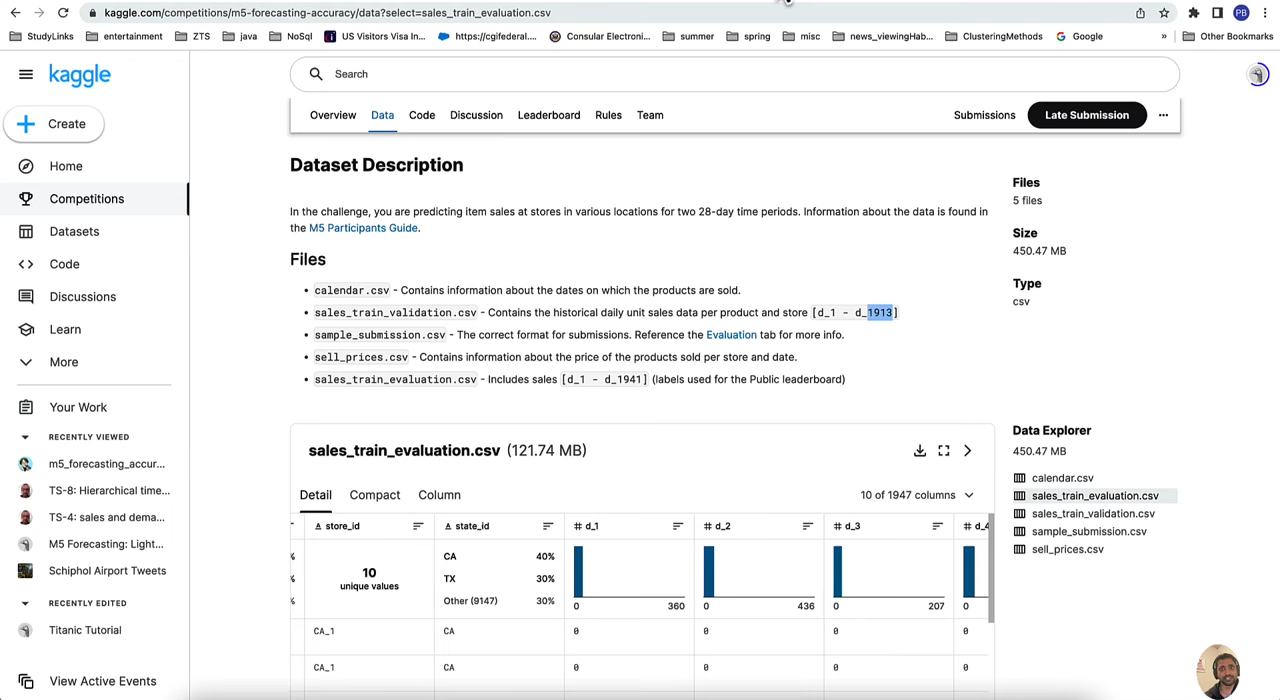 kaggle.com/competitions/m5-forecasting-accuracy/data?select=sales_train_evaluation.csv
PB
StudyLinks entertainment ZTS java NoSql US Visitors Visa In... https://cgifederal.... Consular Electroni... summer spring misc news_viewingHab... ClusteringMethods Google » Other Bookmarks
kaggle
Search
Create
Overview Data Code Discussion Leaderboard Rules Team Submissions Late Submission ...
Home
Competitions
Datasets
Code
Discussions
Learn
More
Your Work
RECENTLY VIEWED
m5_forecasting_accur...
TS-8: Hierarchical time...
TS-4: sales and dema...
M5 Forecasting: Light...
Schiphol Airport Tweets
RECENTLY EDITED
Titanic Tutorial
View Active Events
Dataset Description
In the challenge, you are predicting item sales at stores in various locations for two 28-day time periods. Information about the data is found in
the M5 Participants Guide.
Files
• calendar.csv - Contains information about the dates on which the products are sold.
• sales_train_validation.csv - Contains the historical daily unit sales data per product and store [d_1 - d_1913]
• sample_submission.csv - The correct format for submissions. Reference the Evaluation tab for more info.
• sell_prices.csv - Contains information about the price of the products sold per store and date.
• sales_train_evaluation.csv - Includes sales [d_1 - d_1941] (labels used for the Public leaderboard)
Files
5 files
Size
450.47 MB
Type
csv
sales_train_evaluation.csv (121.74 MB)
Detail Compact Column 10 of 1947 columns
store_id state_id # d_1 # d_2 # d_3 # d_4
% CA 40%
10
unique values
% TX 30%
% Other (9147) 30%
0 360 0 436 0 207 0
CA_1 CA 0 0 0 0
CA_1 CA 0 0 0 0
Data Explorer
450.47 MB
calendar.csv
sales_train_evaluation.csv
sales_train_validation.csv
sample_submission.csv
sell_prices.csv